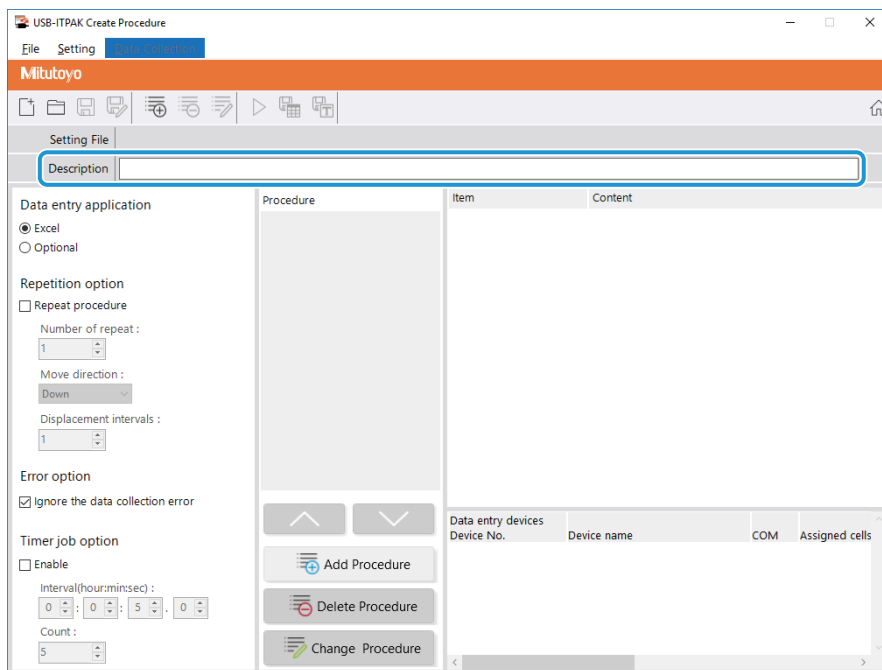 USB-ITPAK Create Procedure
File Setting Data Collection
Mitutoyo
Setting File
Description
Data entry application
Excel
Optional
Repetition option
Repeat procedure
Number of repeat :
1
Move direction :
Down
Displacement intervals :
1
Error option
Ignore the data collection error
Timer job option
Enable
Interval(hour:min:sec) :
0 : 0 : 5 . 0
Count :
5
Procedure
Add Procedure
Delete Procedure
Change Procedure
Item Content
Data entry devices
Device No. Device name COM Assigned cells